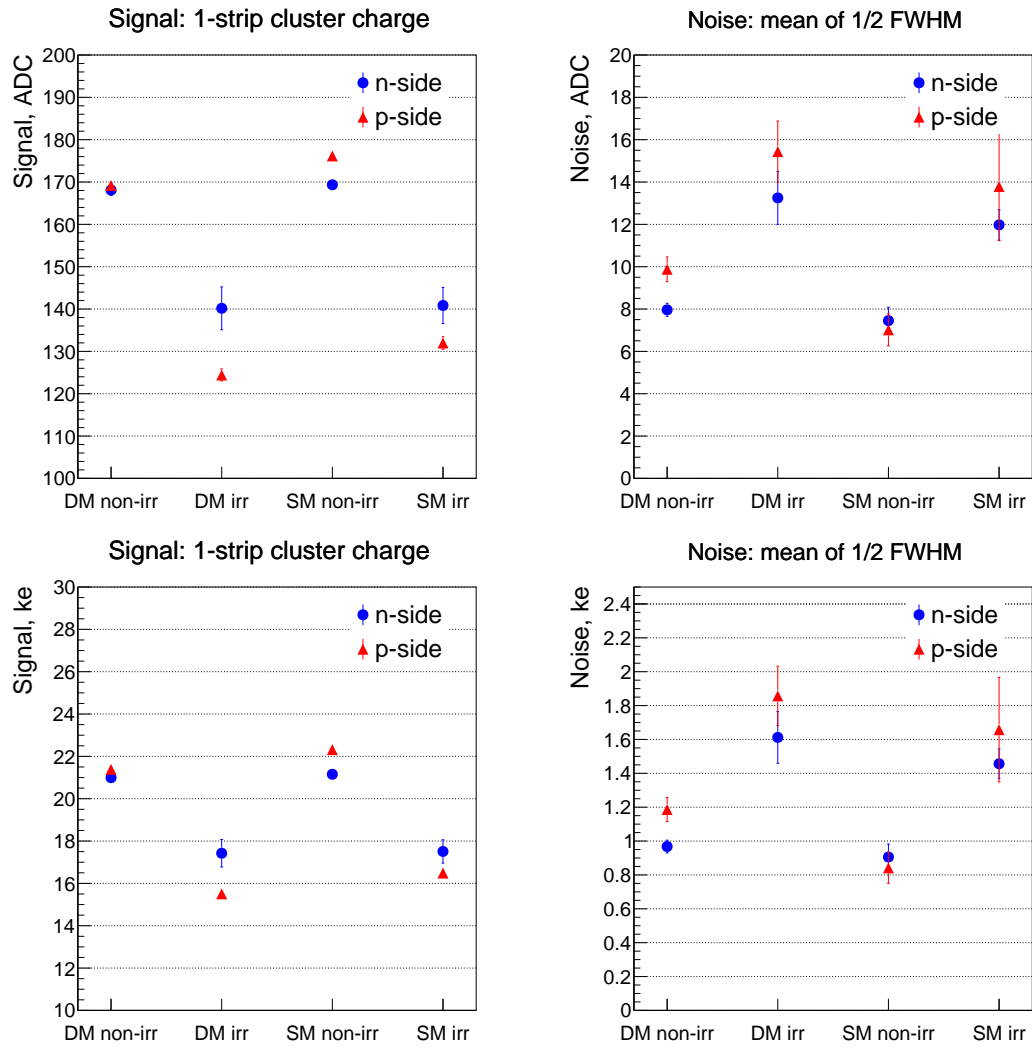 Signal: 1-strip cluster charge
Signal, ADC
200
190
180
170
160
150
140
130
120
110
100
n-side
p-side
DM non-irr DM irr SM non-irr SM irr
Noise: mean of 1/2 FWHM
Noise, ADC
20
18
16
14
12
10
8
6
4
2
0
n-side
p-side
DM non-irr DM irr SM non-irr SM irr
Signal: 1-strip cluster charge
Signal, ke
30
28
26
24
22
20
18
16
14
12
10
n-side
p-side
DM non-irr DM irr SM non-irr SM irr
Noise: mean of 1/2 FWHM
Noise, ke
2.4
2.2
2
1.8
1.6
1.4
1.2
1
0.8
0.6
0.4
0.2
0
n-side
p-side
DM non-irr DM irr SM non-irr SM irr